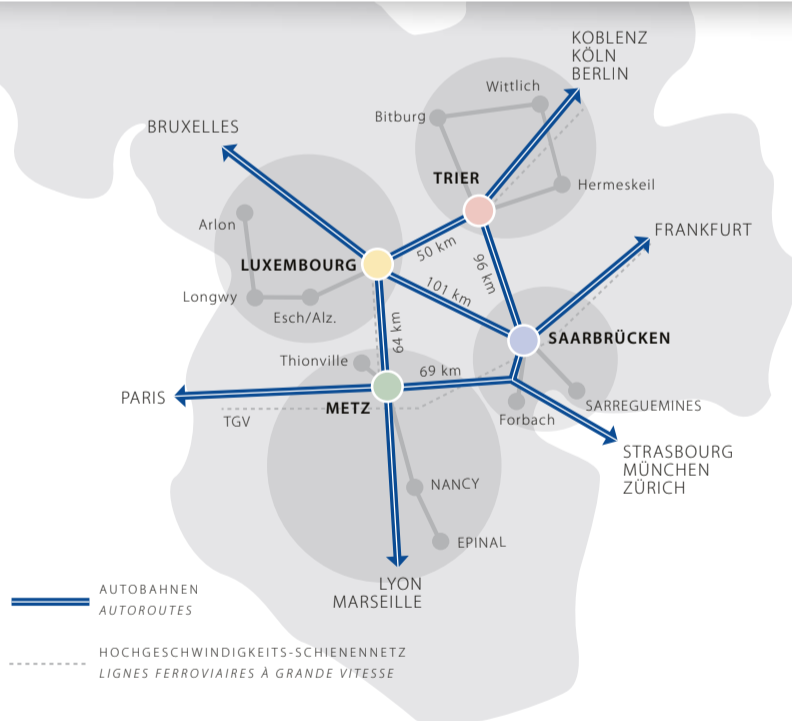 KOBLENZ
KÖLN
BERLIN
Wittlich
Bitburg
BRUXELLES
TRIER
Hermeskeil
Arlon
FRANKFURT
50 km
LUXEMBOURG
96 km
101 km
Longwy
Esch/Alz.
64 km
SAARBRÜCKEN
Thionville
69 km
PARIS
METZ
SARREGUEMINES
TGV
Forbach
STRASBOURG
MÜNCHEN
ZÜRICH
NANCY
EPINAL
LYON
MARSEILLE
AUTOBAHNEN
AUTOROUTES
HOCHGESCHWINDIGKEITS-SCHIENENNETZ
LIGNES FERROVIAIRES À GRANDE VITESSE